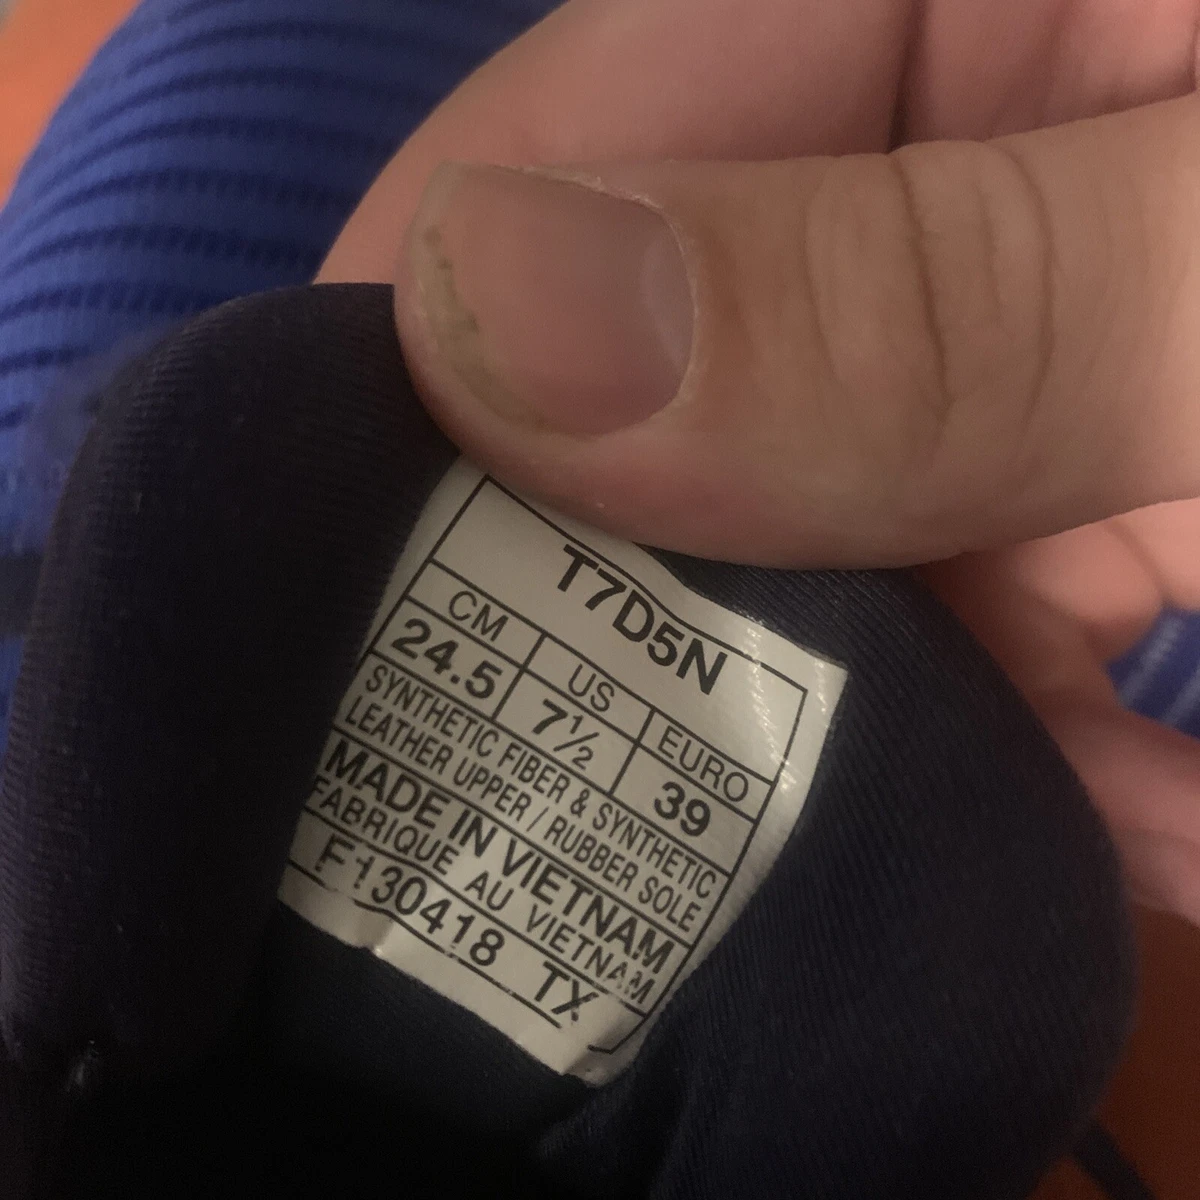 T7D5N
CM US EURO
24.5 7½ 39
SYNTHETIC FIBER & SYNTHETIC
LEATHER UPPER / RUBBER SOLE
MADE IN VIETNAM
FABRIQUE AU VIETNAM
F130418 TX